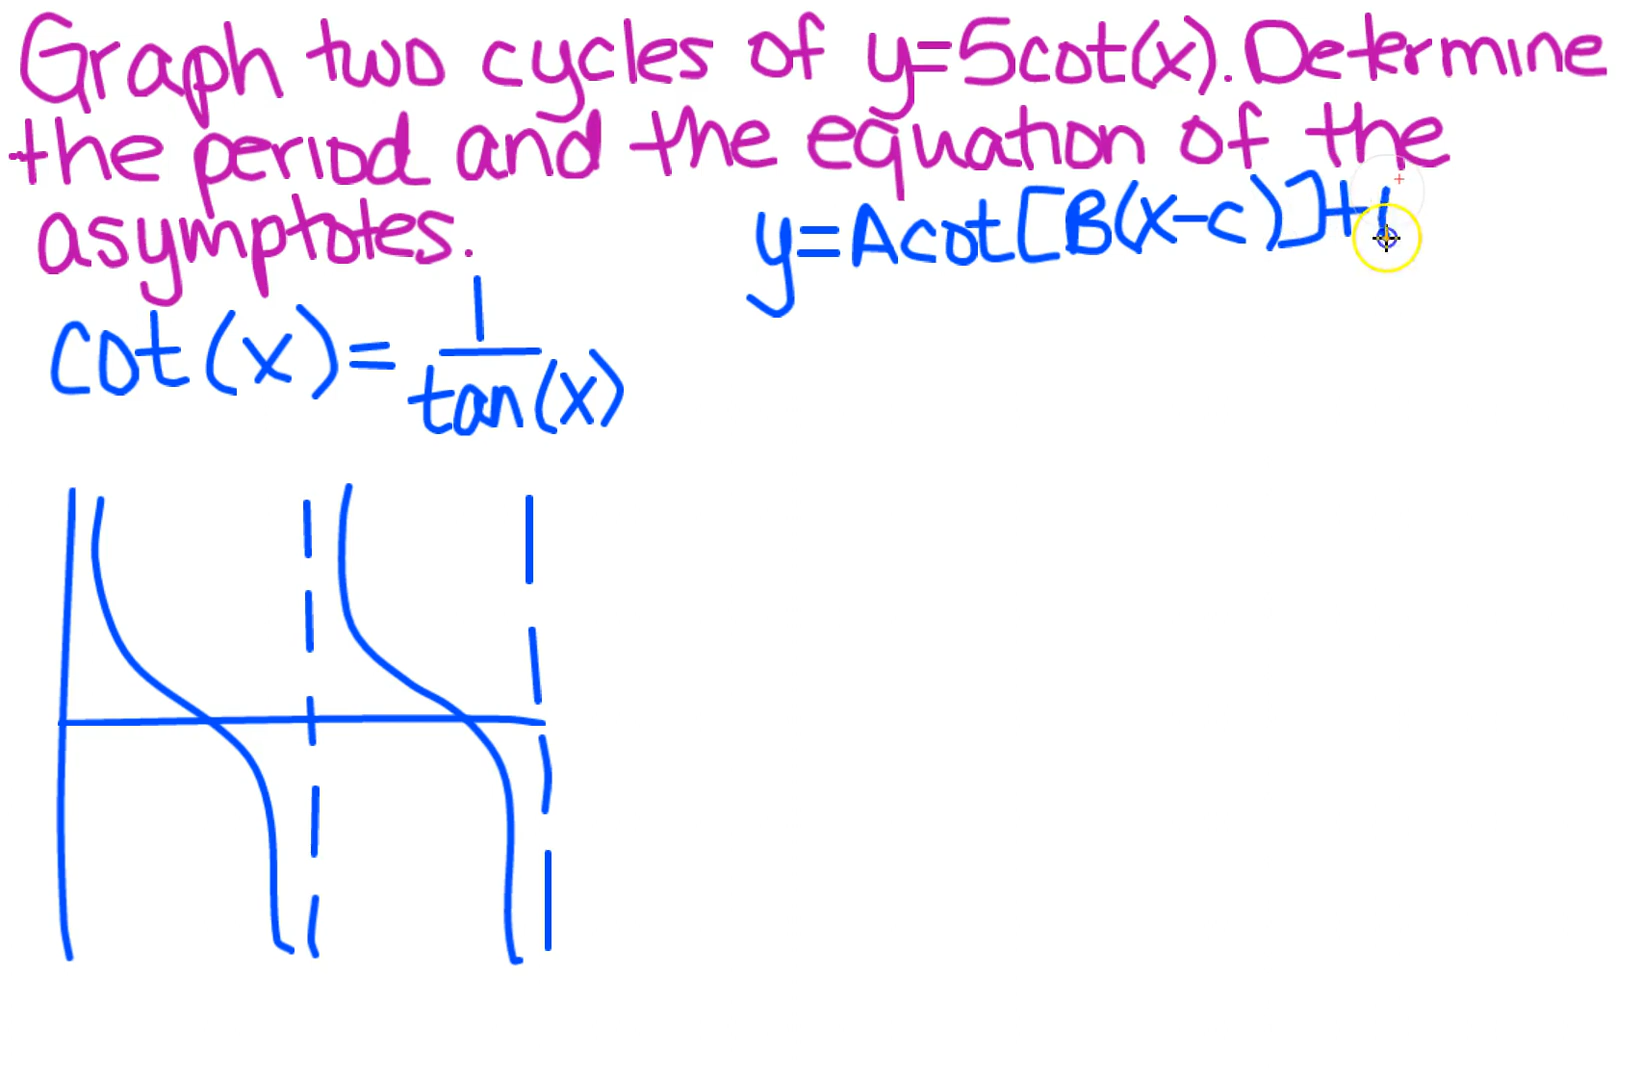 Graph two cycles of y=5cot(x). Determine
the period and the equation of the
asymptotes.
y=Acot[B(x-c)]+
cot(x)=1/tan(x)